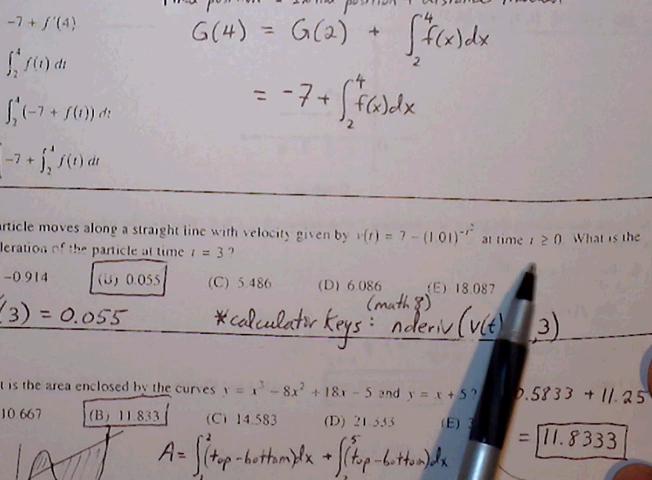 -7 + f'(4)
G(4) = G(2) + ∫₂⁴ f(x)dx
∫₂⁴ f(t) dt
= -7 + ∫₂⁴ f(x)dx
∫₂⁴ (-7 + f(t)) dt
-7 + ∫₂⁴ f(t) dt
article moves along a straight line with velocity given by v(t) = 7 − (1.01)^(−t²) at time t ≥ 0. What is the
leration of the particle at time t = 3 ?
-0.914 (B) 0.055 (C) 5.486 (D) 6.086 (E) 18.087
(math 8)
(3) = 0.055 *calculator keys: nderiv(v(t) ,3)
t is the area enclosed by the curves y = x³ − 8x² + 18x − 5 and y = x + 5? 0.5833 + 11.25
10.667 (B) 11.833 (C) 14.583 (D) 21.333 (E) 3
= 11.8333
A = ∫₁² (top-bottom)dx + ∫₂⁵ (top-bottom)dx